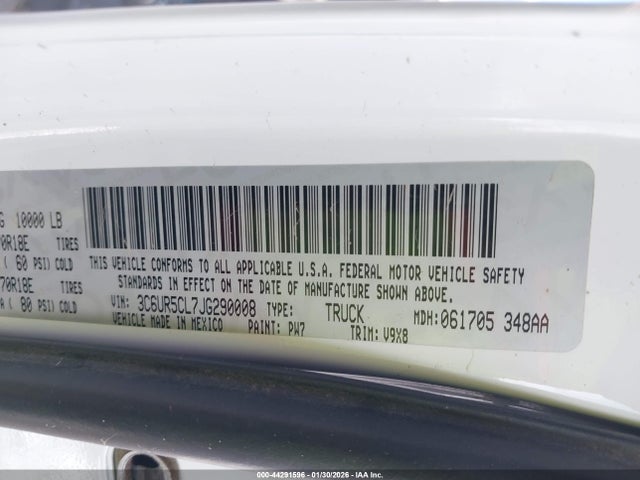 G 10000 LB
0R18E TIRES
( 60 PSI) COLD
70R18E TIRES
A ( 80 PSI) COLD
THIS VEHICLE CONFORMS TO ALL APPLICABLE U.S.A. FEDERAL MOTOR VEHICLE SAFETY
STANDARDS IN EFFECT ON THE DATE OF MANUFACTURE SHOWN ABOVE.
VIN: 3C6UR5CL7JG290008 TYPE: TRUCK MDH: 061705 348AA
VEHICLE MADE IN MEXICO PAINT: PW7 TRIM: V9X8
000-44291596 - 01/30/2026 - IAA Inc.